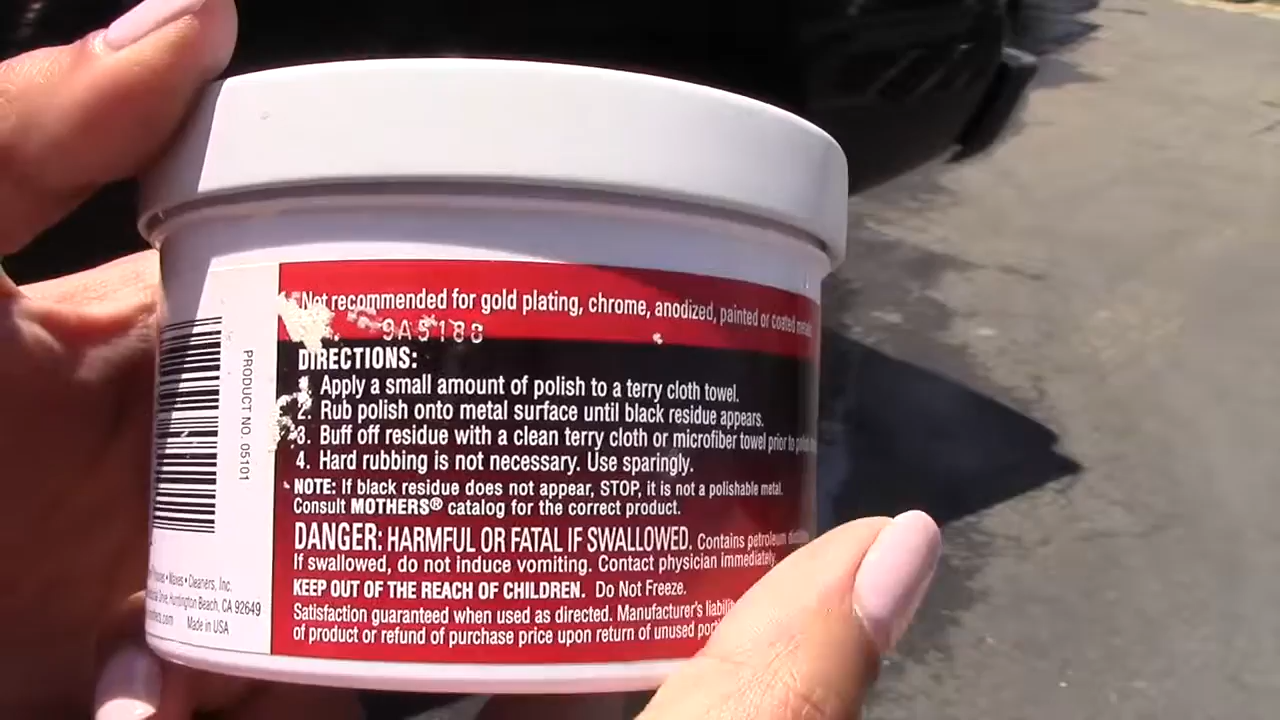 Not recommended for gold plating, chrome, anodized, painted or coated
9A5188
DIRECTIONS:
1. Apply a small amount of polish to a terry cloth towel.
2. Rub polish onto metal surface until black residue appears.
3. Buff off residue with a clean terry cloth or microfiber towel prior to
4. Hard rubbing is not necessary. Use sparingly.
NOTE: If black residue does not appear, STOP, it is not a polishable metal.
Consult MOTHERS® catalog for the correct product.
DANGER: HARMFUL OR FATAL IF SWALLOWED. Contains petroleum
If swallowed, do not induce vomiting. Contact physician immediately.
KEEP OUT OF THE REACH OF CHILDREN. Do Not Freeze.
Satisfaction guaranteed when used as directed. Manufacturer's
of product or refund of purchase price upon return of unused
PRODUCT NO. 05101
• Waxes • Cleaners, Inc.
Drive, Huntington Beach, CA 92649
Made in USA